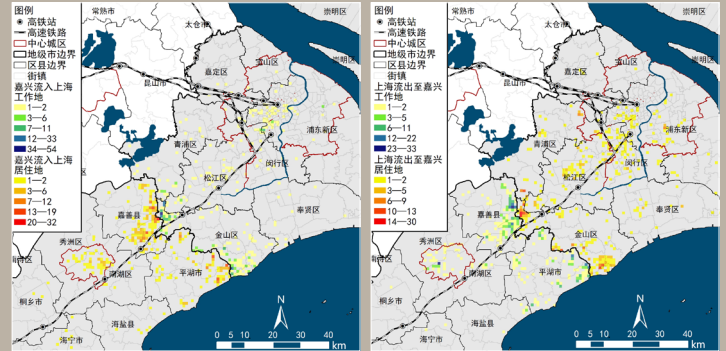 图例
高铁站
高速铁路
中心城区
地级市边界
区县边界
街镇
嘉兴流入上海
工作地
1—2
3—6
7—11
12—33
34—54
嘉兴流入上海
居住地
1—2
3—6
7—12
13—19
20—32
常熟市
太仓市
崇明区
宝山区
崇明区
嘉定区
昆山市
浦东新区
青浦区
闵行区
松江区
奉贤区
嘉善县
金山区
秀洲区
平湖市
南湖区
桐乡市
海盐县
海宁市
N
0 5 10 20 30 40
km
图例
高铁站
高速铁路
中心城区
地级市边界
区县边界
街镇
上海流出至嘉兴
工作地
1—2
3—5
6—11
12—22
23—33
上海流出至嘉兴
居住地
1—2
3—5
6—9
10—13
14—30
常熟市
太仓市
崇明区
宝山区
崇明区
嘉定区
昆山市
浦东新区
青浦区
闵行区
松江区
奉贤区
嘉善县
金山区
秀洲区
平湖市
南湖区
桐乡市
海盐县
海宁市
N
0 5 10 20 30 40
km